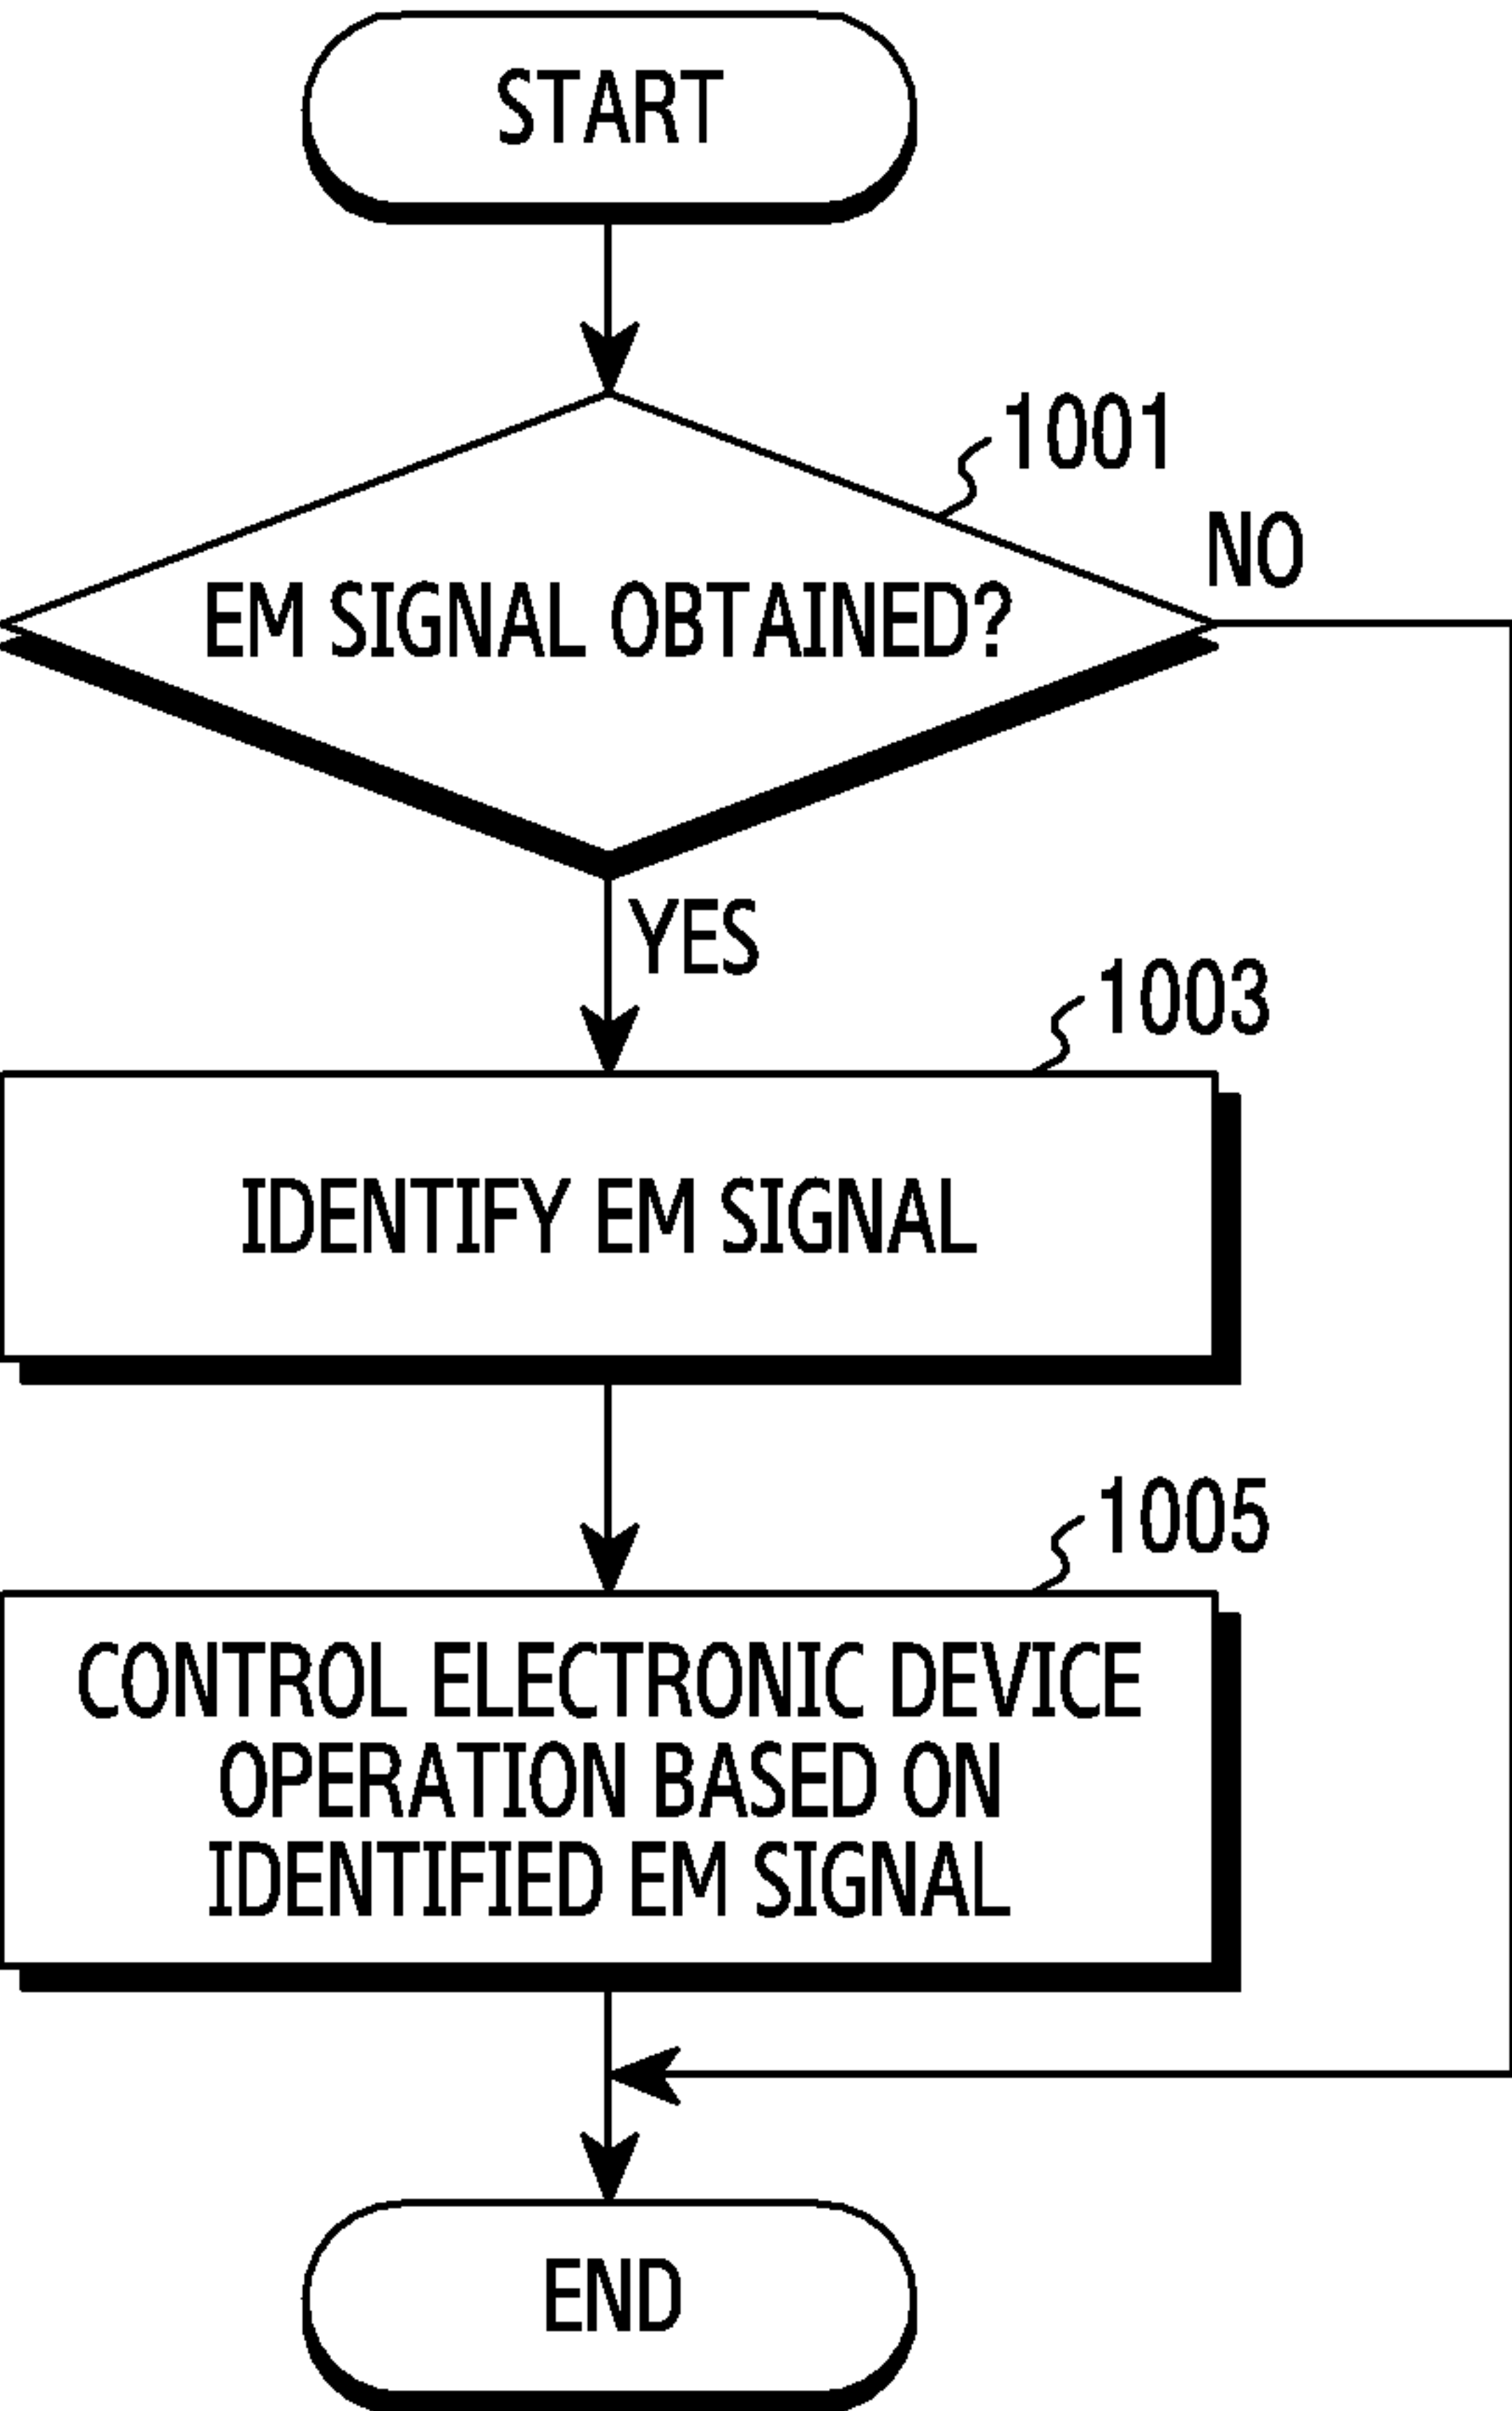 START
1001
NO
EM SIGNAL OBTAINED?
YES
1003
IDENTIFY EM SIGNAL
1005
CONTROL ELECTRONIC DEVICE
OPERATION BASED ON
IDENTIFIED EM SIGNAL
END